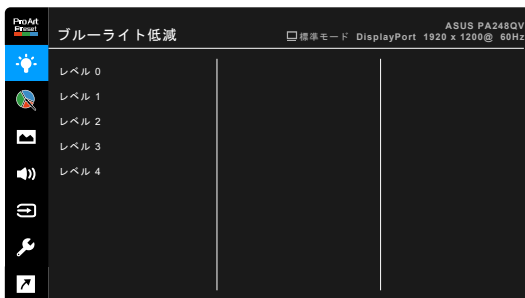 ProArt
Preset
ブルーライト低減
ASUS PA248QV
標準モード DisplayPort 1920 x 1200@ 60Hz
レベル 0
レベル 1
レベル 2
レベル 3
レベル 4